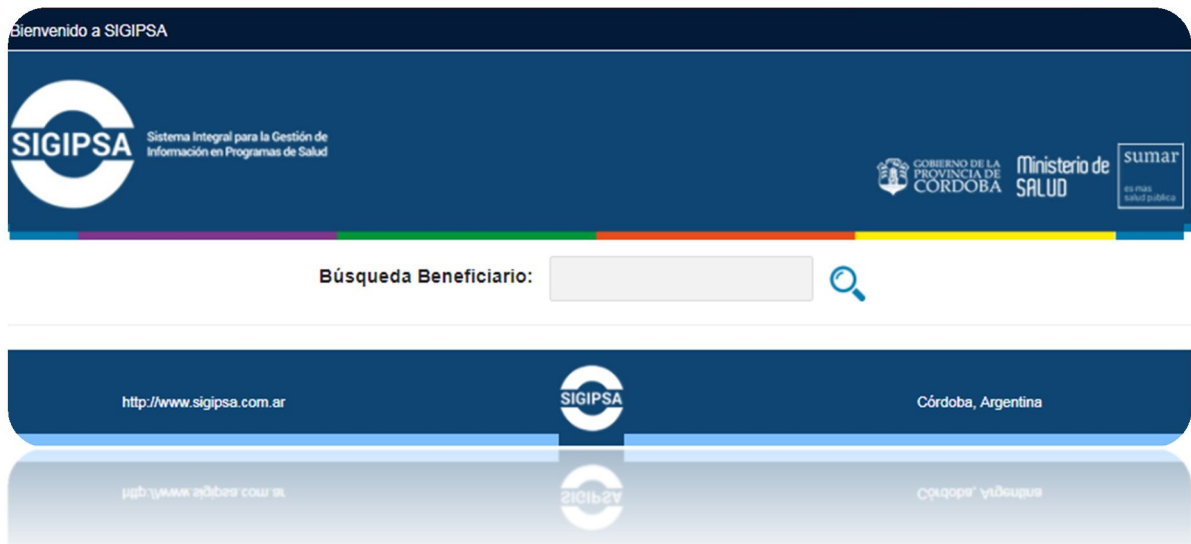 Bienvenido a SIGIPSA
SIGIPSA
Sistema Integral para la Gestión de
Información en Programas de Salud
GOBIERNO DE LA
PROVINCIA DE
CÓRDOBA
Ministerio de
SALUD
sumar
es más
salud pública
Búsqueda Beneficiario:
http://www.sigipsa.com.ar
SIGIPSA
Córdoba, Argentina